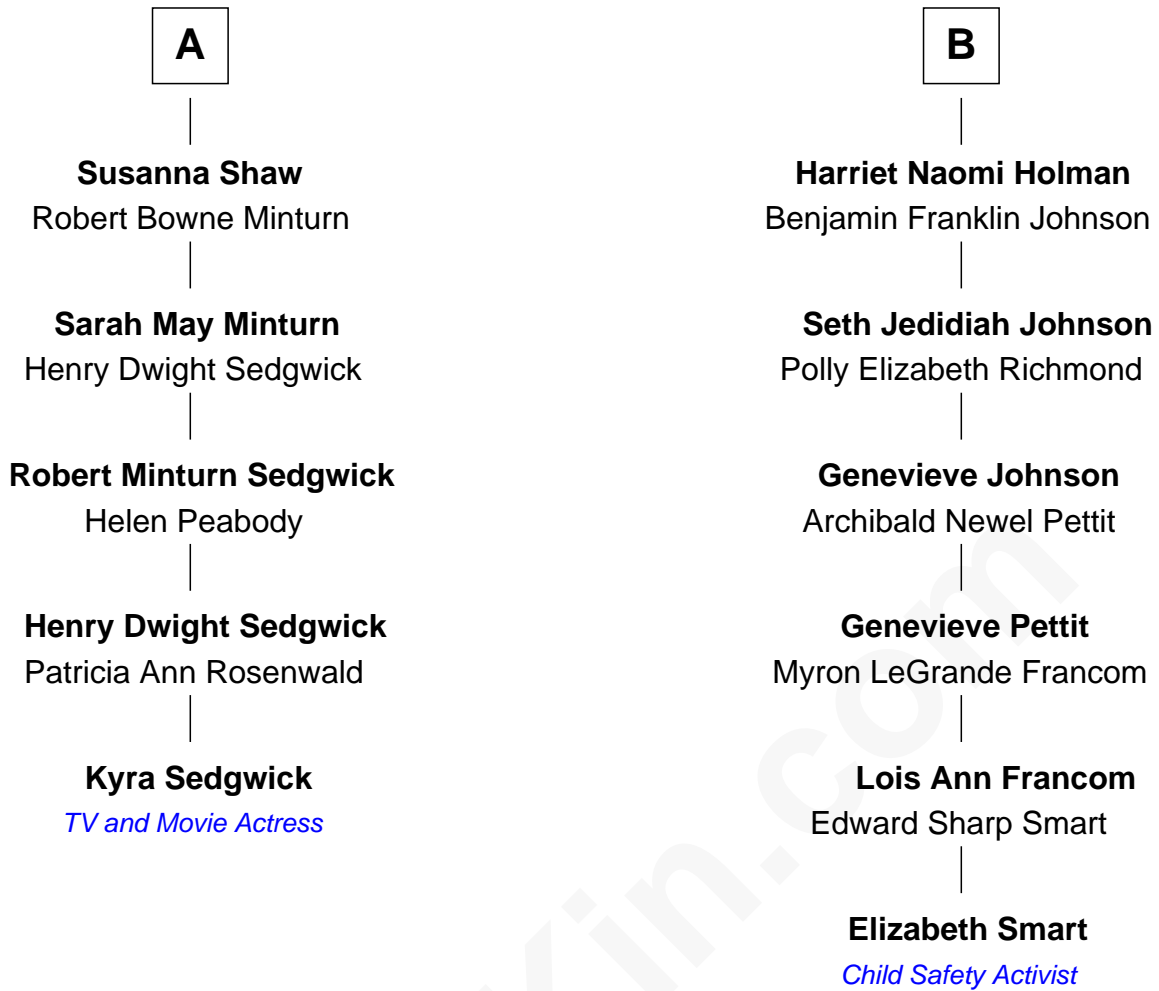 A
Susanna Shaw
Robert Bowne Minturn
Sarah May Minturn
Henry Dwight Sedgwick
Robert Minturn Sedgwick
Helen Peabody
Henry Dwight Sedgwick
Patricia Ann Rosenwald
Kyra Sedgwick
TV and Movie Actress
B
Harriet Naomi Holman
Benjamin Franklin Johnson
Seth Jedidiah Johnson
Polly Elizabeth Richmond
Genevieve Johnson
Archibald Newel Pettit
Genevieve Pettit
Myron LeGrande Francom
Lois Ann Francom
Edward Sharp Smart
Elizabeth Smart
Child Safety Activist